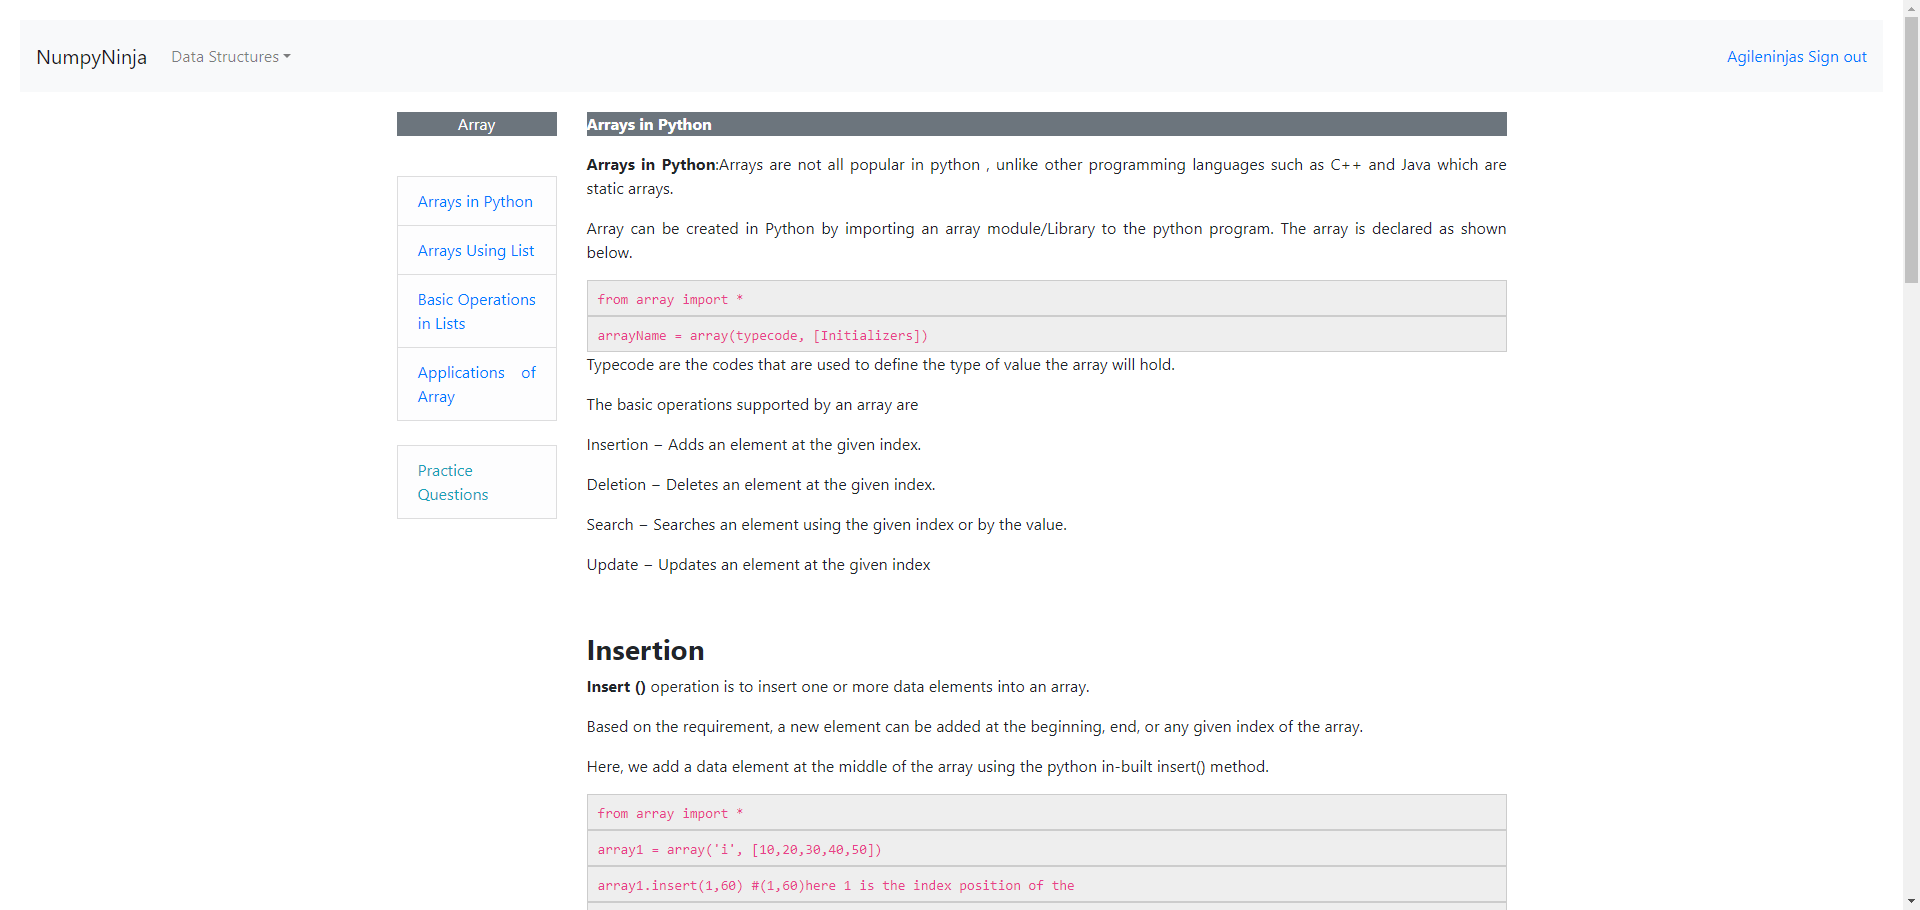 NumpyNinja
Data Structures
Agileninjas Sign out
Array
Arrays in Python
Arrays Using List
Basic Operations
in Lists
Applications of
Array
Practice
Questions
Arrays in Python
Arrays in Python:Arrays are not all popular in python , unlike other programming languages such as C++ and Java which are
static arrays.
Array can be created in Python by importing an array module/Library to the python program. The array is declared as shown
below.
from array import *
arrayName = array(typecode, [Initializers])
Typecode are the codes that are used to define the type of value the array will hold.
The basic operations supported by an array are
Insertion − Adds an element at the given index.
Deletion − Deletes an element at the given index.
Search − Searches an element using the given index or by the value.
Update − Updates an element at the given index
Insertion
Insert () operation is to insert one or more data elements into an array.
Based on the requirement, a new element can be added at the beginning, end, or any given index of the array.
Here, we add a data element at the middle of the array using the python in-built insert() method.
from array import *
array1 = array('i', [10,20,30,40,50])
array1.insert(1,60) #(1,60)here 1 is the index position of the